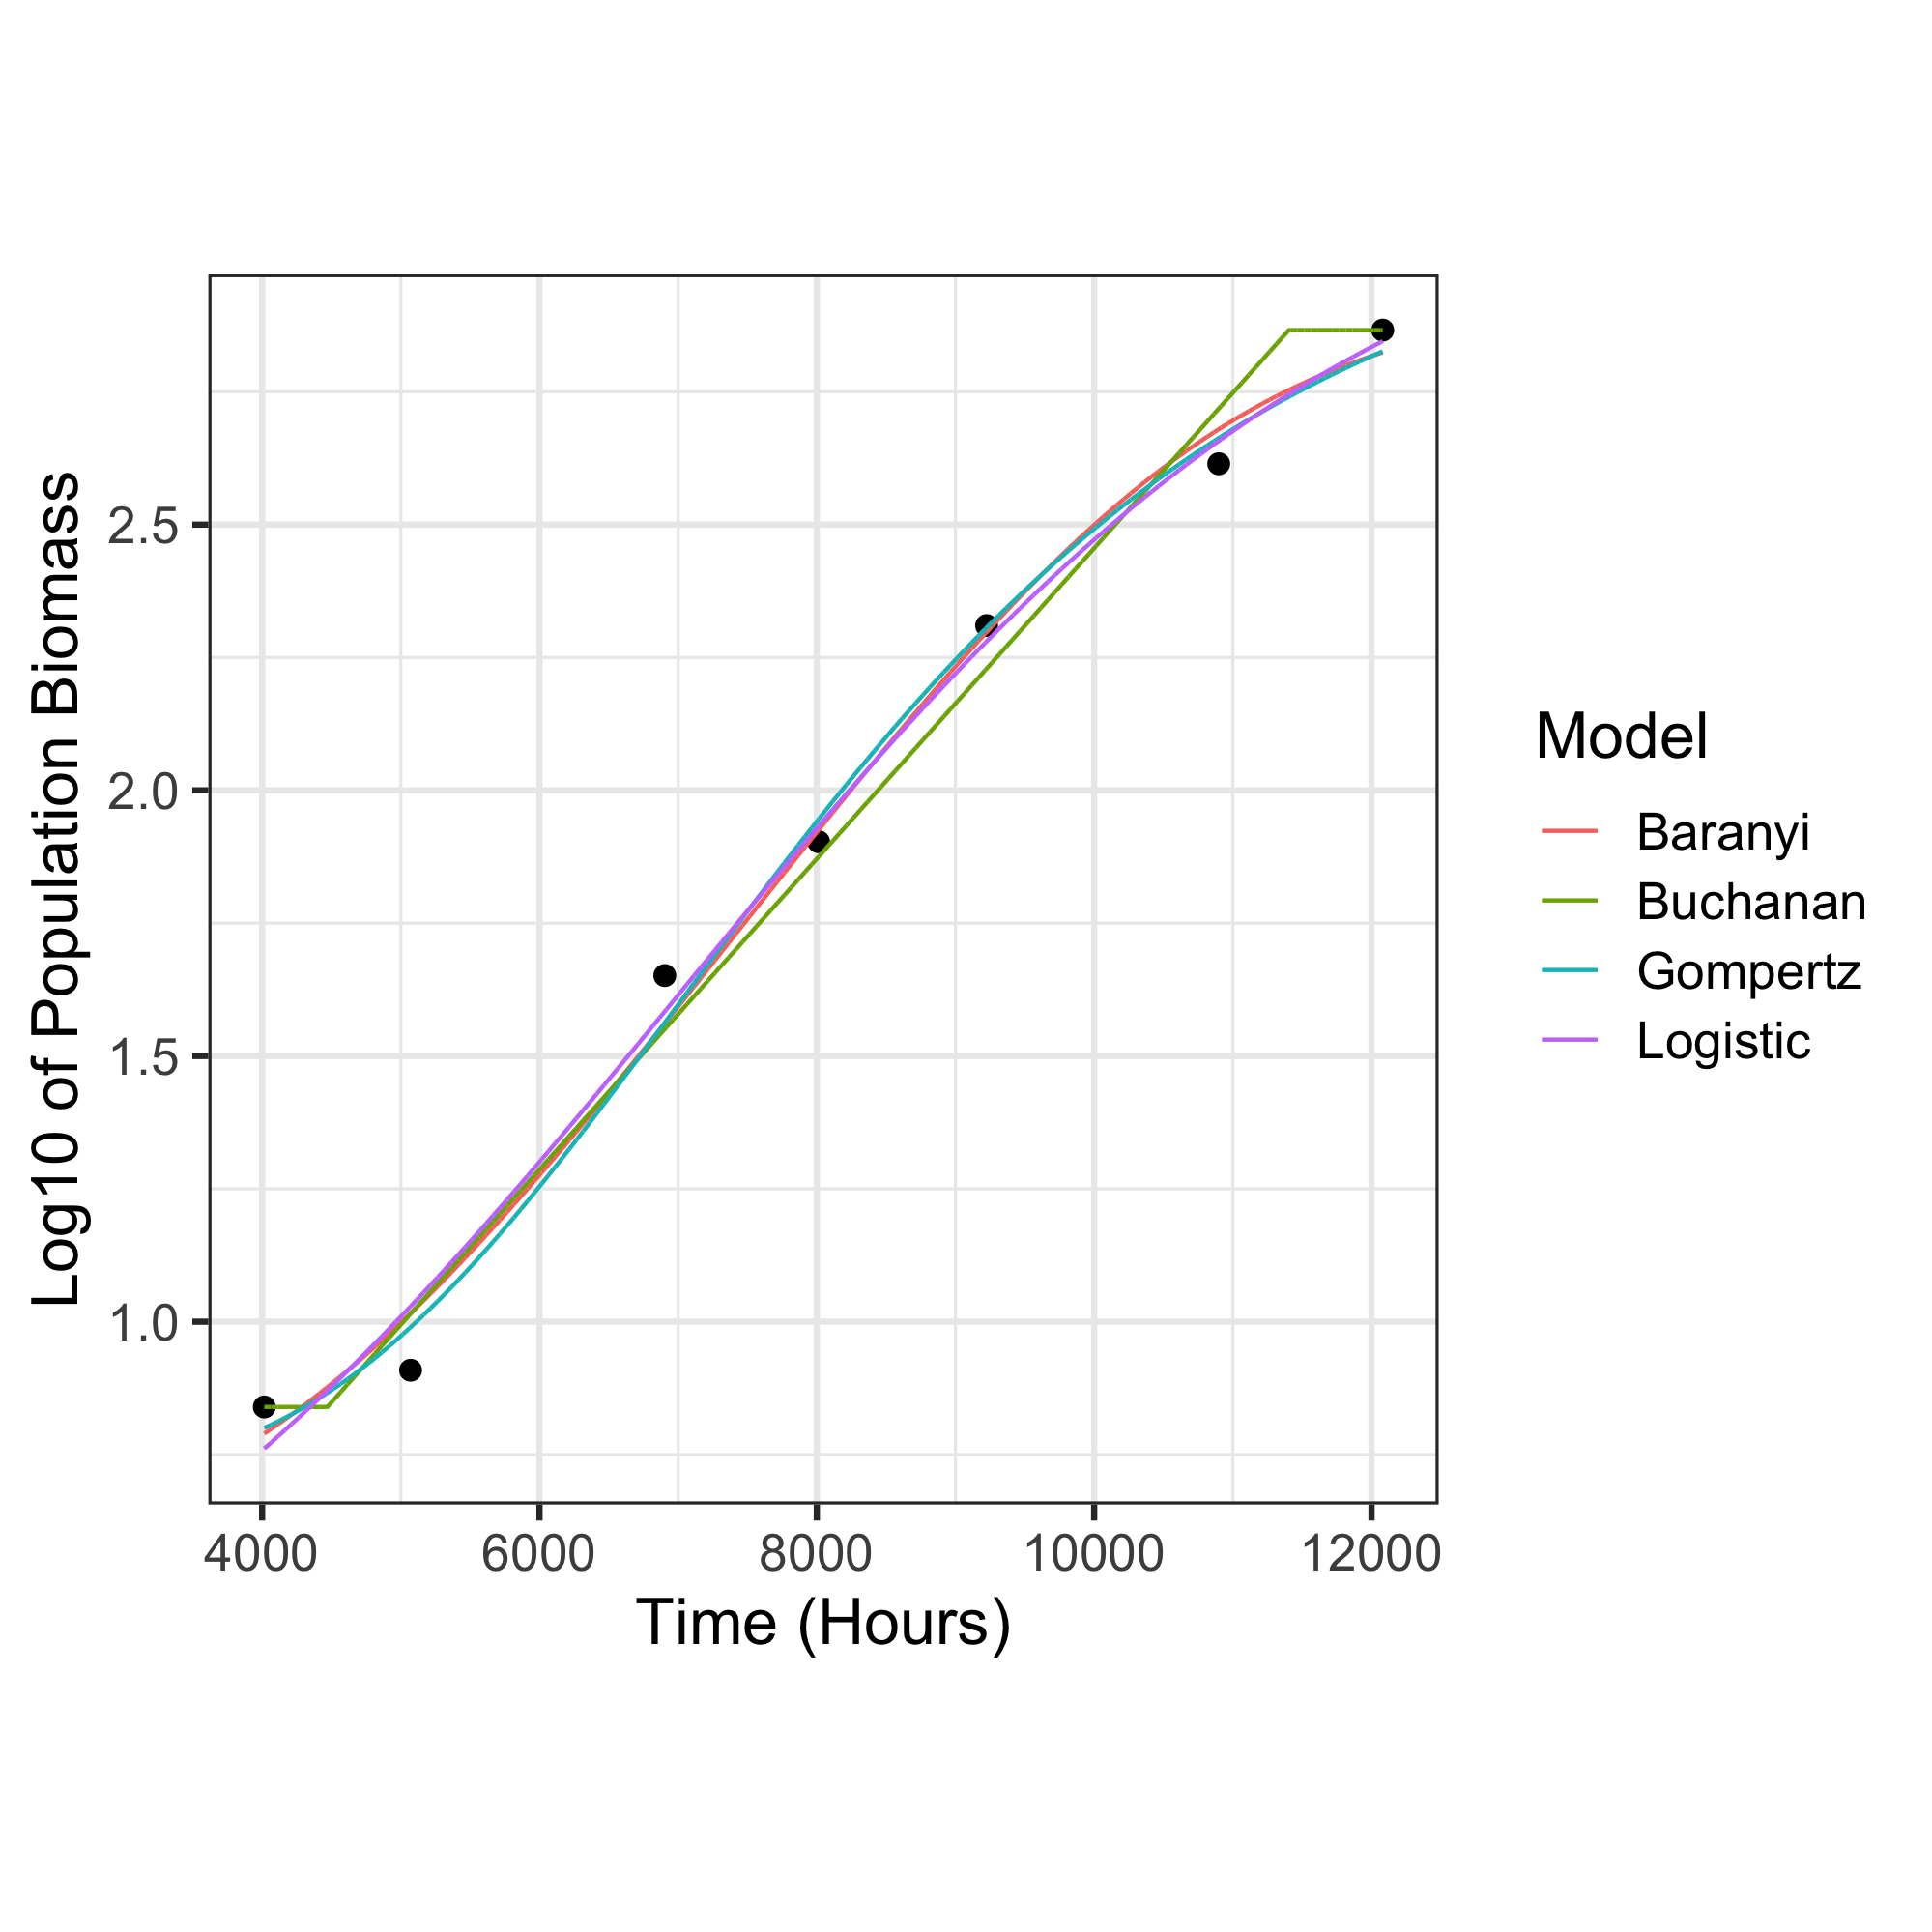 Log10 of Population Biomass
2.5
2.0
1.5
1.0
4000 6000 8000 10000 12000
Time (Hours)
Model
Baranyi
Buchanan
Gompertz
Logistic